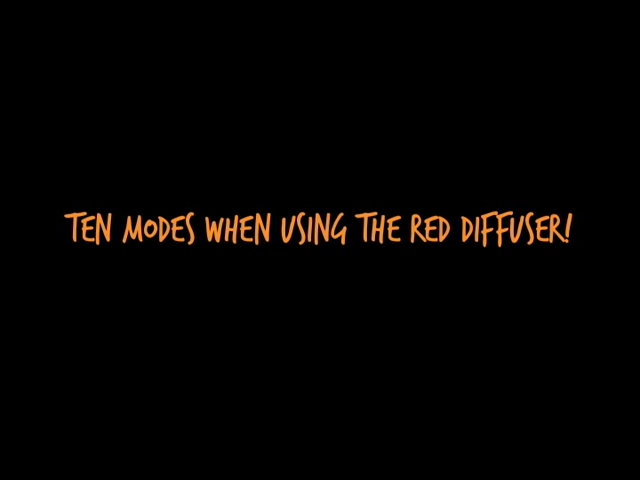 TEN MODES WHEN USING THE RED DIFFUSER!